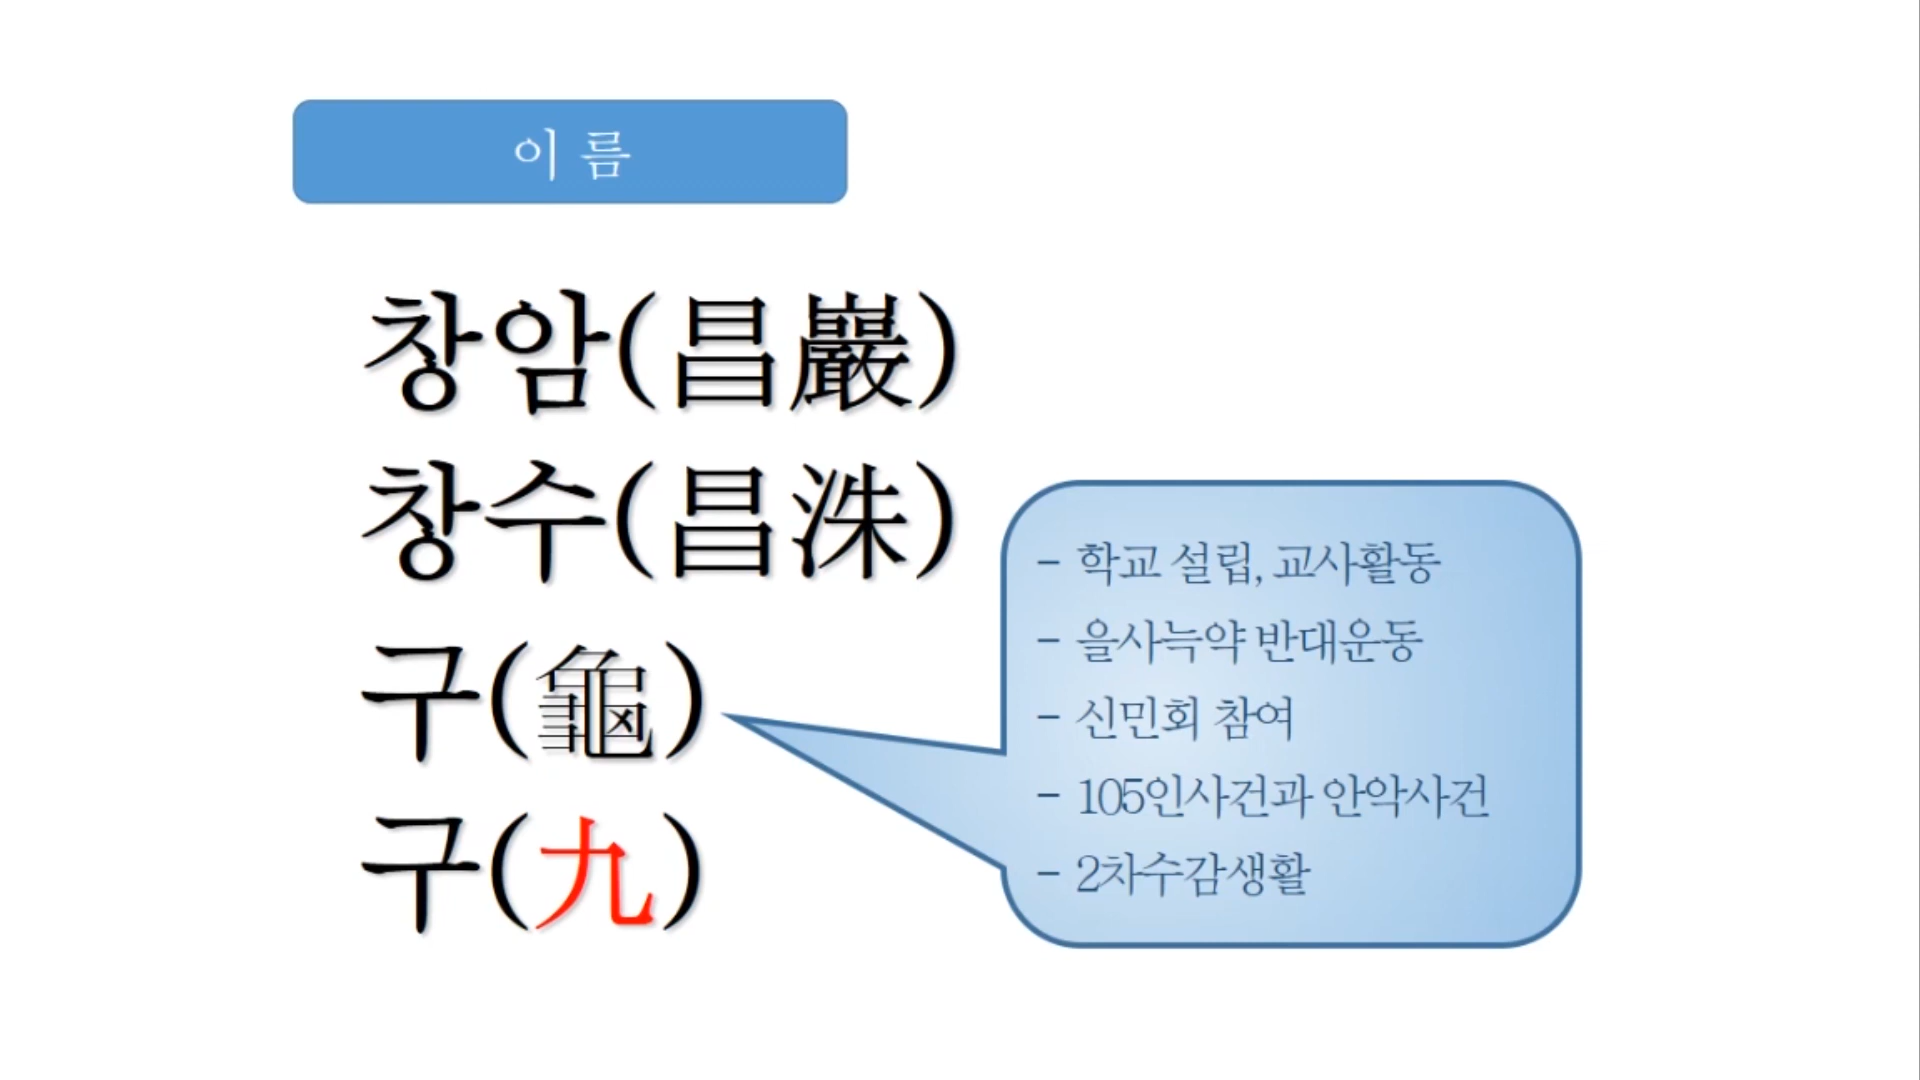 이 름
창암(昌巖)
창수(昌洙)
구(龜)
구(九)
- 학교 설립, 교사활동
- 을사늑약 반대운동
- 신민회 참여
- 105인사건과 안악사건
- 2차수감생활